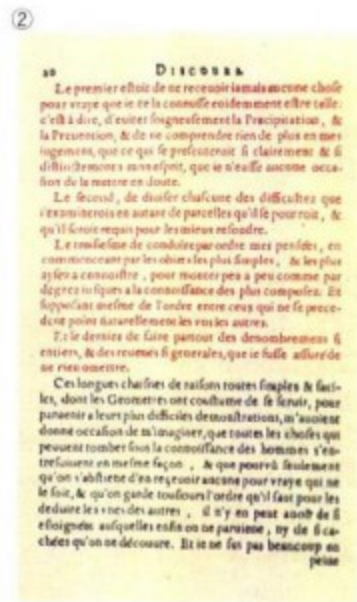 ②
20 DISCOURS
Le premier estoit de ne receuoir iamais aucune chose
pour vraye que ie ne la connusse euidemment estre telle:
c'est à dire, d'euiter soigneusement la Precipitation, &
la Preuention, & de ne comprendre rien de plus en mes
iugemens, que ce qui se presenteroit si clairement & si
distinctement a mon esprit, que ie n'eusse aucune occa-
sion de le mettre en doute.
Le second, de diuiser chascune des difficultez que
i'examinerois en autant de parcelles qu'il se pourroit, &
qu'il seroit requis pour les mieux resoudre.
Le troisiesme de conduire par ordre mes pensées, en
commenceant par les obiets les plus simples, & les plus
aysez a connoistre, pour monter peu a peu comme par
degrez iusques a la connoissance des plus composez: Et
supposant mesme de l'ordre entre ceux qui ne se prece-
dent point naturellement les vns les autres.
Et le dernier de faire partout des denombremens si
entiers, & des reueues si generales, que ie fusse assuré de
ne rien omettre.
Ces longues chaisnes de raisons toutes simples & faci-
les, dont les Geometres ont coustume de se seruir, pour
paruenir a leurs plus difficiles demonstrations, m'auoient
donné occasion de m'imaginer, que toutes les choses qui
peuuent tomber sous la connoissance des hommes s'en-
tresuiuent en mesme façon, & que pourvû seulement
qu'on s'abstiene d'en receuoir aucune pour vraye qui ne
le soit, & qu'on garde tousiours l'ordre qu'il faut pour les
deduire les vnes des autres, il n'y en peut auoir de si
esloignées ausquelles enfin on ne paruiene, ny de si ca-
chées qu'on ne découure. Et ie ne fus pas beaucoup en
peine